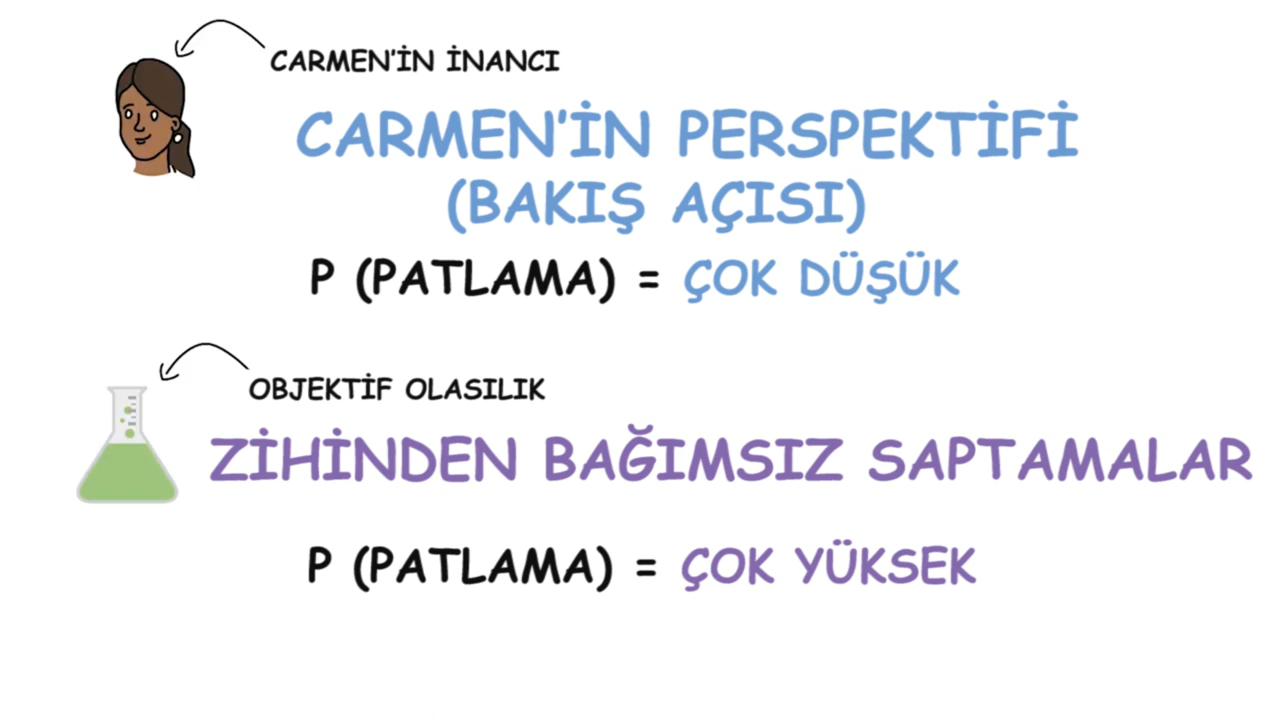 CARMEN'İN İNANCI
CARMEN'İN PERSPEKTİFİ
(BAKIŞ AÇISI)
P (PATLAMA) = ÇOK DÜŞÜK
OBJEKTİF OLASILIK
ZİHİNDEN BAĞIMSIZ SAPTAMALAR
P (PATLAMA) = ÇOK YÜKSEK